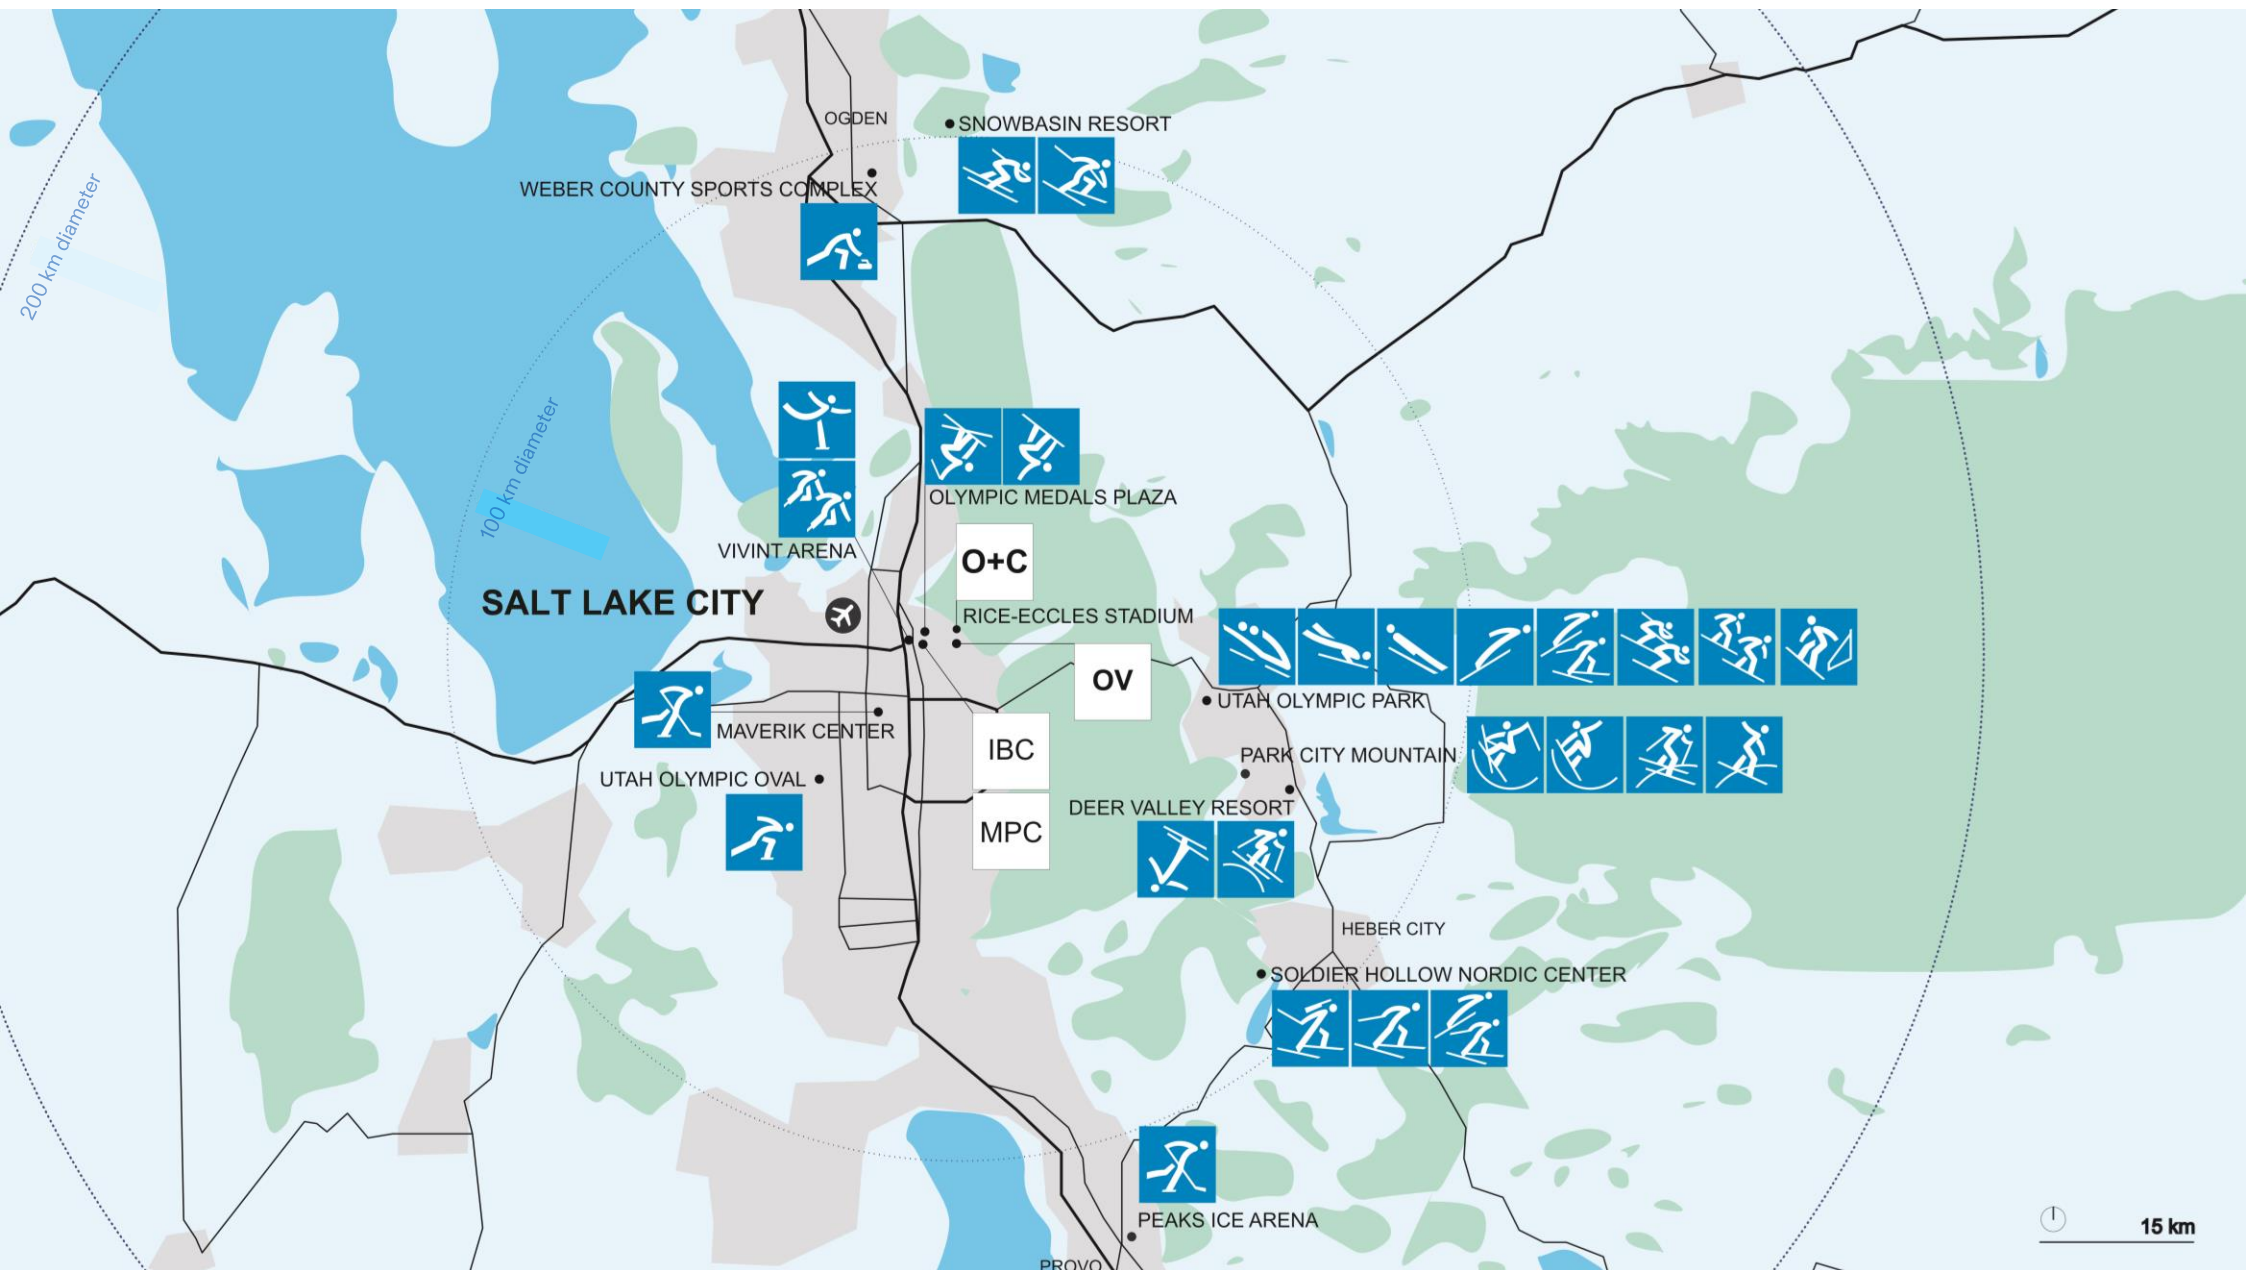 OGDEN
SNOWBASIN RESORT
WEBER COUNTY SPORTS COMPLEX
200 km diameter
100 km diameter
OLYMPIC MEDALS PLAZA
VIVINT ARENA
O+C
SALT LAKE CITY
RICE-ECCLES STADIUM
OV
UTAH OLYMPIC PARK
MAVERIK CENTER
IBC
PARK CITY MOUNTAIN
UTAH OLYMPIC OVAL
DEER VALLEY RESORT
MPC
HEBER CITY
SOLDIER HOLLOW NORDIC CENTER
PEAKS ICE ARENA
15 km
PROVO